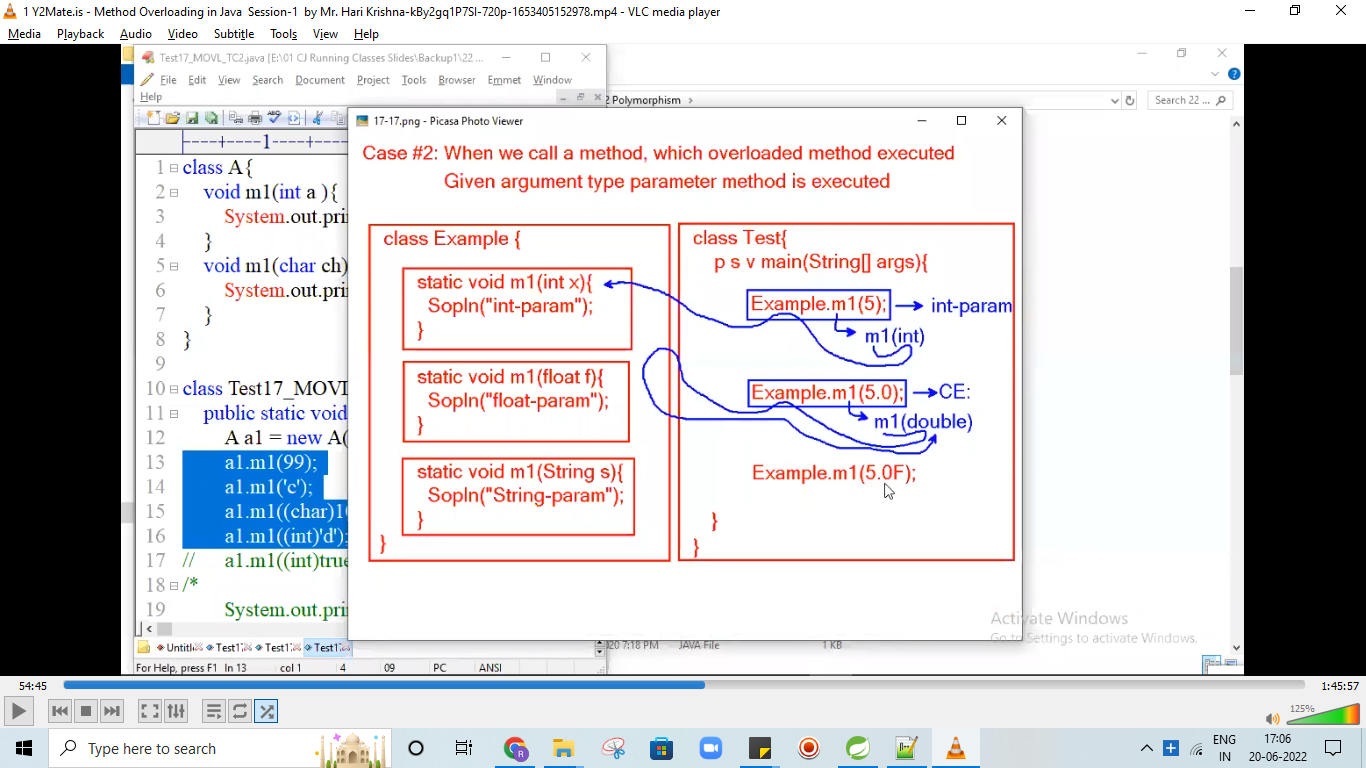 1 Y2Mate.is - Method Overloading in Java Session-1 by Mr. Hari Krishna-kBy2gq1P7SI-720p-1653405152978.mp4 - VLC media player
Media Playback Audio Video Subtitle Tools View Help
Test17_MOVL_TC2.java [E:\01 CJ Running Classes Slides\Backup1\22 ...
File Edit View Search Document Project Tools Browser Emmet Window
Help
2 Polymorphism
Search 22 ...
17-17.png - Picasa Photo Viewer
----+----1----+----
1 class A{
2 void m1(int a ){
3 System.out.pri
4 }
5 void m1(char ch)
6 System.out.pri
7 }
8 }
9
10 class Test17_MOVL
11 public static void
12 A a1 = new A(
13 a1.m1(99);
14 a1.m1('c');
15 a1.m1((char)10
16 a1.m1((int)'d');
17 // a1.m1((int)true
18 /*
19 System.out.pri
Case #2: When we call a method, which overloaded method executed
Given argument type parameter method is executed
class Example {
static void m1(int x){
Sopln("int-param");
}
static void m1(float f){
Sopln("float-param");
}
static void m1(String s){
Sopln("String-param");
}
}
class Test{
p s v main(String[] args){
Example.m1(5); int-param
m1(int)
Example.m1(5.0); CE:
m1(double)
Example.m1(5.0F);
}
}
Activate Windows
Go to Settings to activate Windows.
Untitl Test1 Test1 Test1
020 7:18 PM JAVA File 1 KB
For Help, press F1 ln 13 col 1 4 09 PC ANSI
54:45 1:45:57
125%
Type here to search
ENG
IN
17:06
20-06-2022